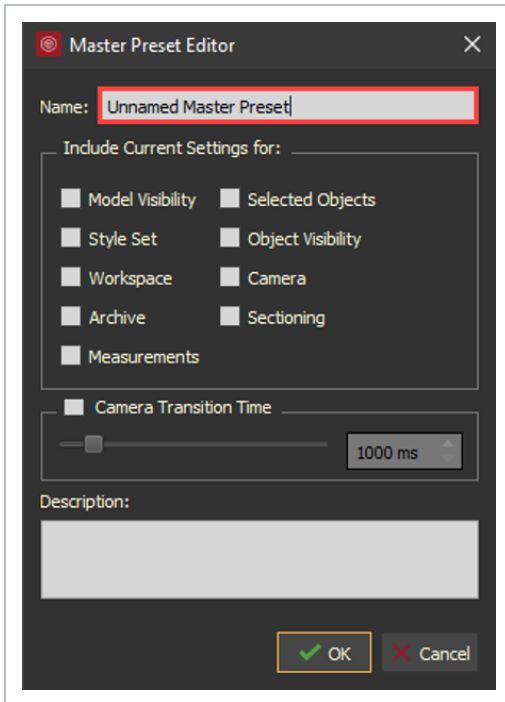 Master Preset Editor
Name: Unnamed Master Preset
Include Current Settings for:
Model Visibility Selected Objects
Style Set Object Visibility
Workspace Camera
Archive Sectioning
Measurements
Camera Transition Time
1000 ms
Description:
OK Cancel